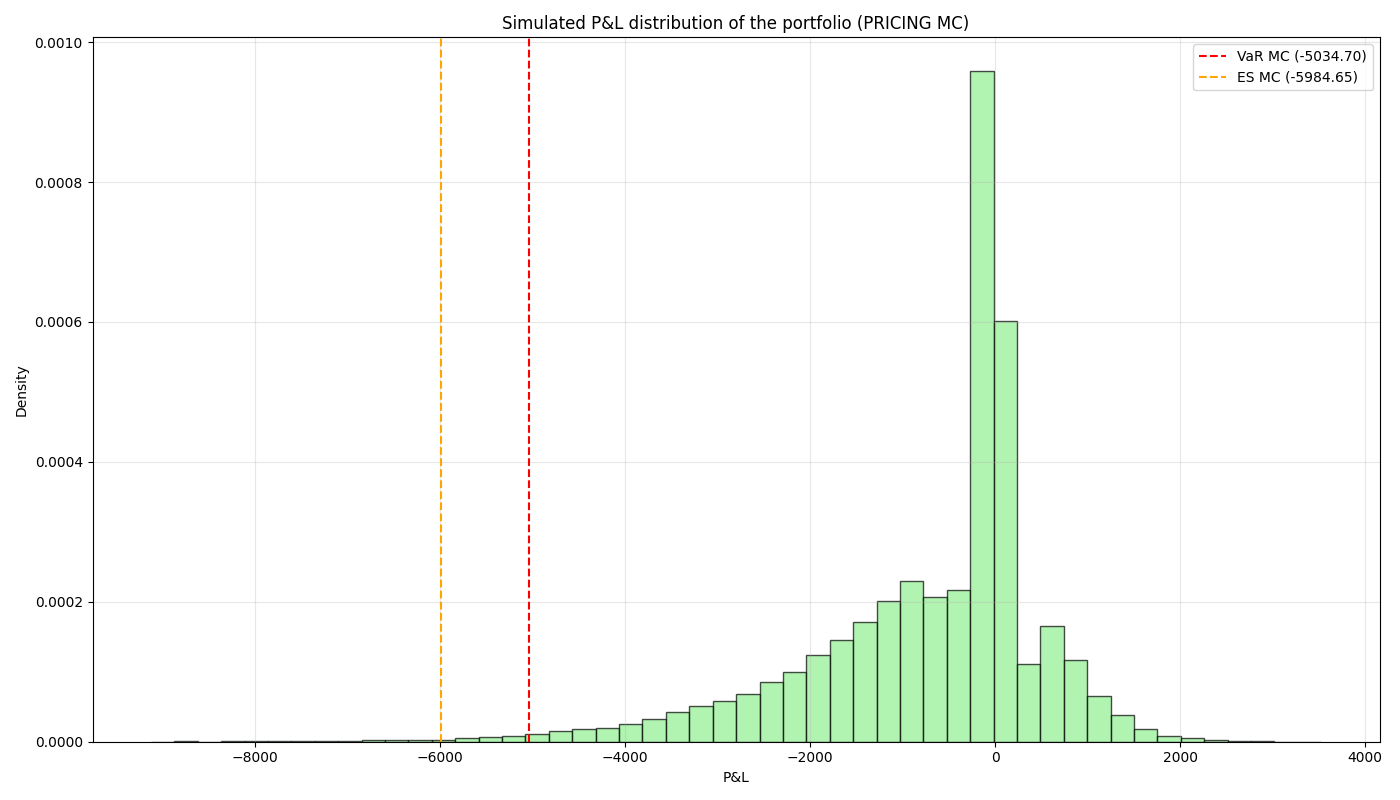 Simulated P&L distribution of the portfolio (PRICING MC)
VaR MC (-5034.70)
ES MC (-5984.65)
Density
0.0010
0.0008
0.0006
0.0004
0.0002
0.0000
−8000
−6000
−4000
−2000
0
2000
4000
P&L